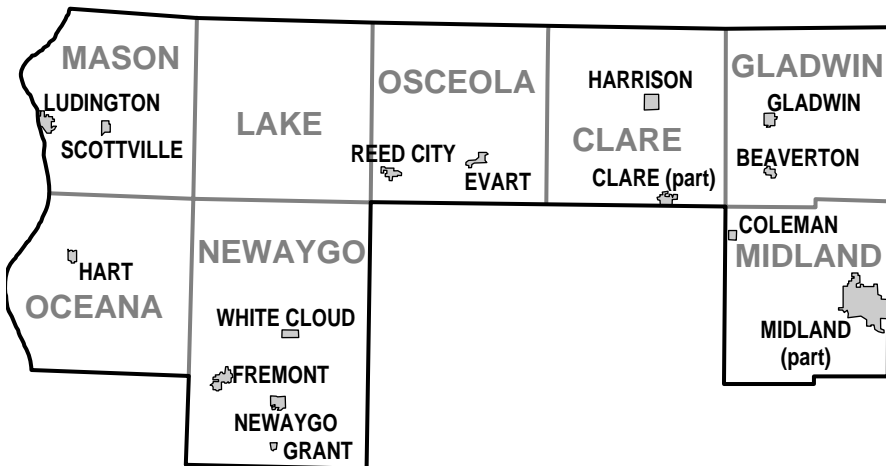 MASON
OSCEOLA
GLADWIN
LUDINGTON
HARRISON
GLADWIN
LAKE
CLARE
SCOTTVILLE
REED CITY
EVART
CLARE (part)
BEAVERTON
COLEMAN
NEWAYGO
MIDLAND
HART
OCEANA
WHITE CLOUD
MIDLAND
(part)
FREMONT
NEWAYGO
GRANT